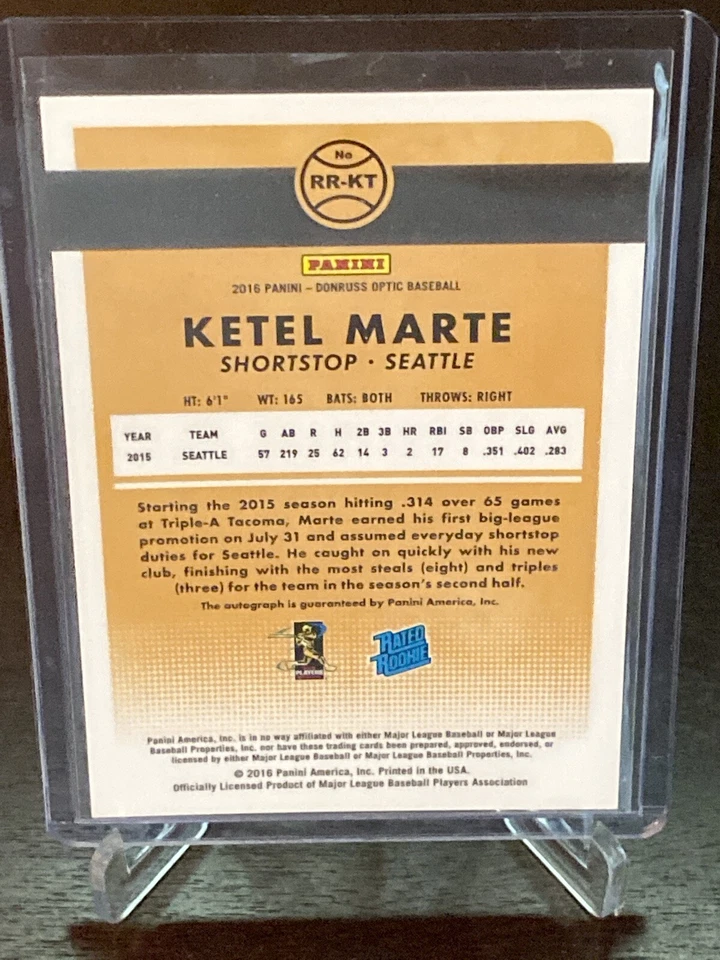 No
RR-KT
PANINI
2016 PANINI – DONRUSS OPTIC BASEBALL
KETEL MARTE
SHORTSTOP · SEATTLE
HT: 6'1" WT: 165 BATS: BOTH THROWS: RIGHT
YEAR TEAM G AB R H 2B 3B HR RBI SB OBP SLG AVG
2015 SEATTLE 57 219 25 62 14 3 2 17 8 .351 .402 .283
Starting the 2015 season hitting .314 over 65 games
at Triple-A Tacoma, Marte earned his first big-league
promotion on July 31 and assumed everyday shortstop
duties for Seattle. He caught on quickly with his new
club, finishing with the most steals (eight) and triples
(three) for the team in the season's second half.
The autograph is guaranteed by Panini America, Inc.
PLAYERS
RATED
ROOKIE
Panini America, Inc. is in no way affiliated with either Major League Baseball or Major League
Baseball Properties, Inc. nor have these trading cards been prepared, approved, endorsed, or
licensed by either Major League Baseball or Major League Baseball Properties, Inc.
© 2016 Panini America, Inc. Printed in the USA.
Officially Licensed Product of Major League Baseball Players Association